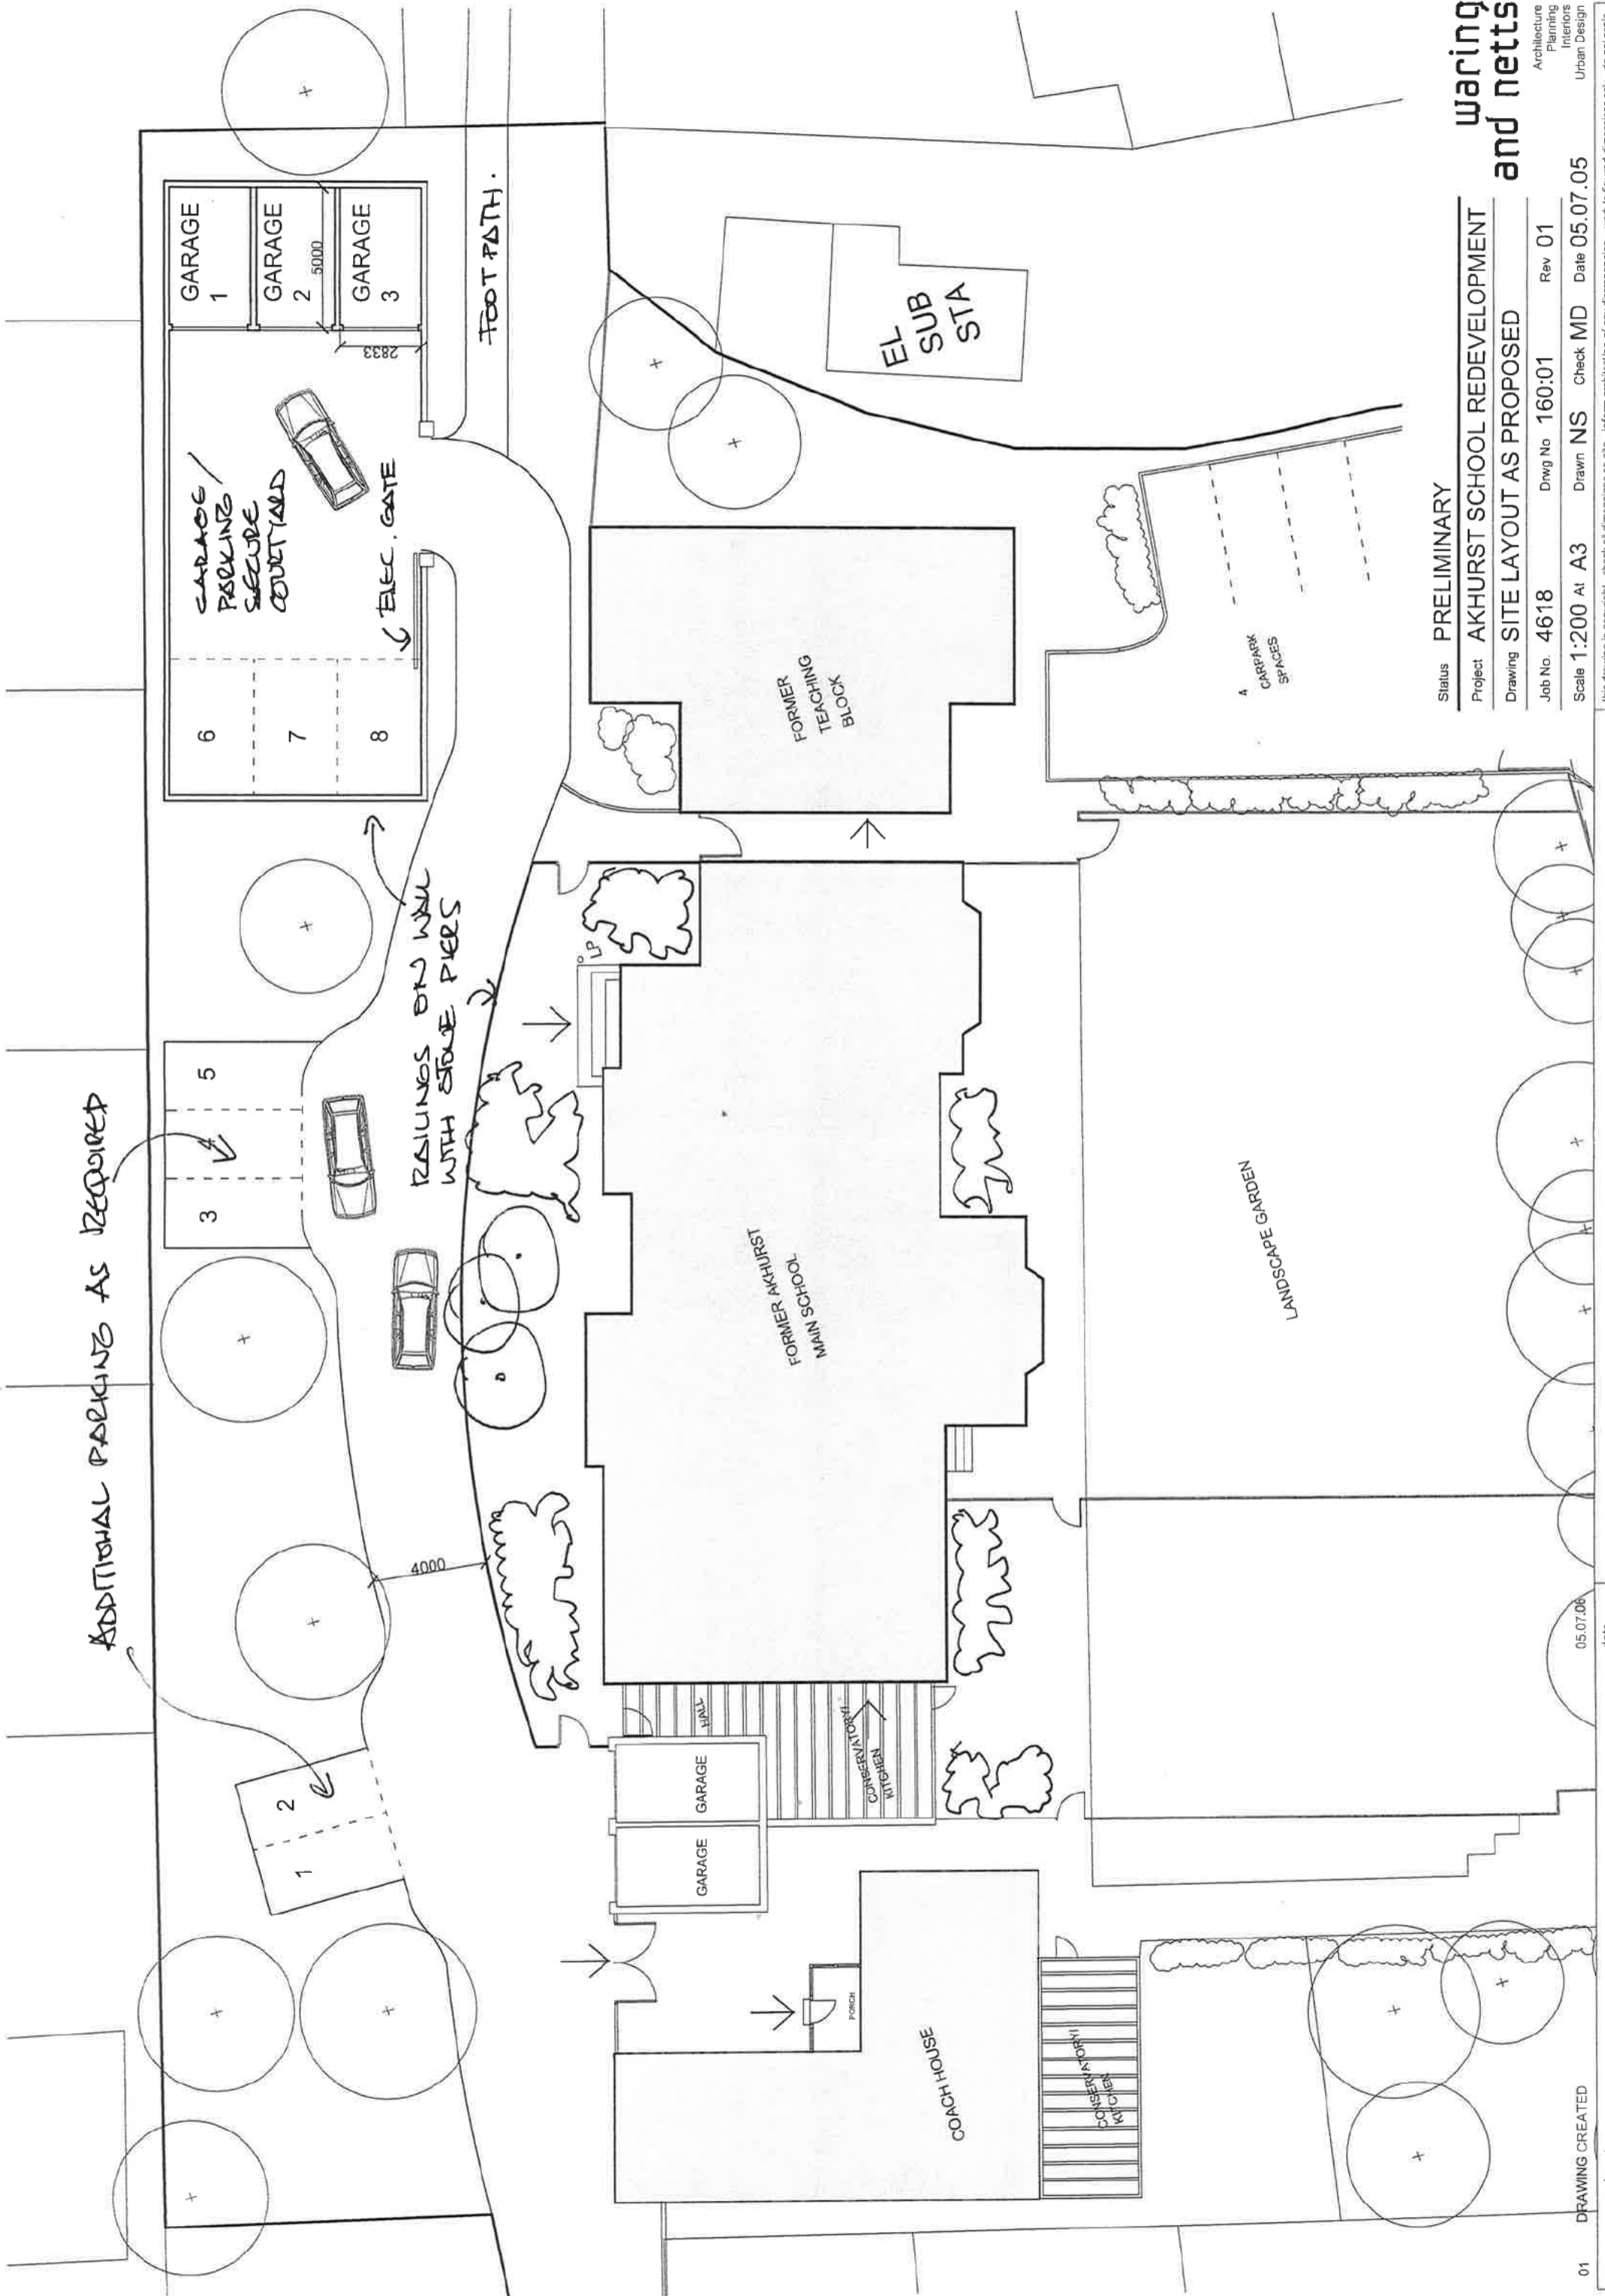 ADDITIONAL PARKING AS REQUIRED
1
2
3
4
5
6
7
8
GARAGE/
PARKING/
SECURE
COURTYARD
ELEC. GATE
GARAGE
1
GARAGE
2
5000
GARAGE
3
2833
FOOTPATH.
RAILINGS ON WALL
WITH STONE PIERS
4000
LP
EL
SUB
STA
FORMER
TEACHING
BLOCK
FORMER AKHURST
MAIN SCHOOL
HALL
GARAGE
GARAGE
CONSERVATORY/
KITCHEN
PORCH
COACH HOUSE
CONSERVATORY/
KITCHEN
LANDSCAPE GARDEN
4
CARPARK
SPACES
Status PRELIMINARY
Project AKHURST SCHOOL REDEVELOPMENT
Drawing SITE LAYOUT AS PROPOSED
Job No. 4618 Drwg No 160:01 Rev 01
Scale 1:200 At A3 Drawn NS Check MD Date 05.07.05
waring
and netts
Architecture
Planning
Interiors
Urban Design
01 DRAWING CREATED 05.07.06